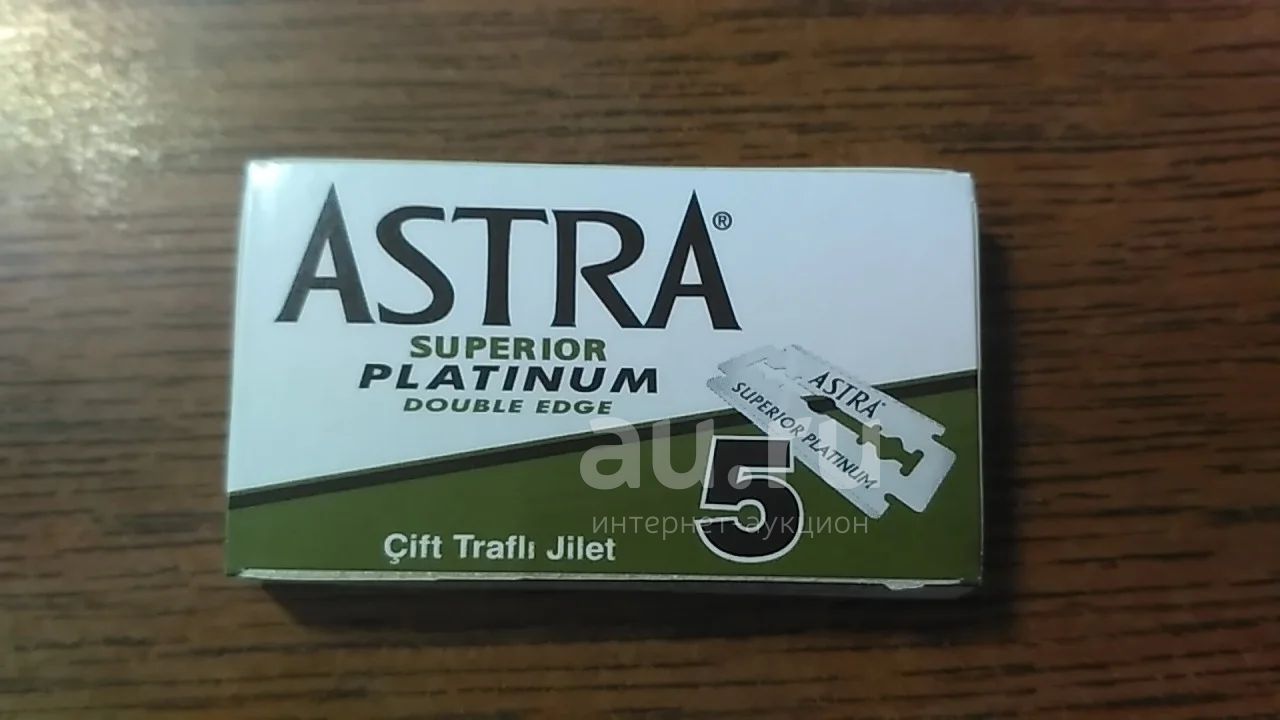 ASTRA®
SUPERIOR
PLATINUM
DOUBLE EDGE
ASTRA
SUPERIOR PLATINUM
5
Çift Traflı Jilet
au.ru
интернет-аукцион